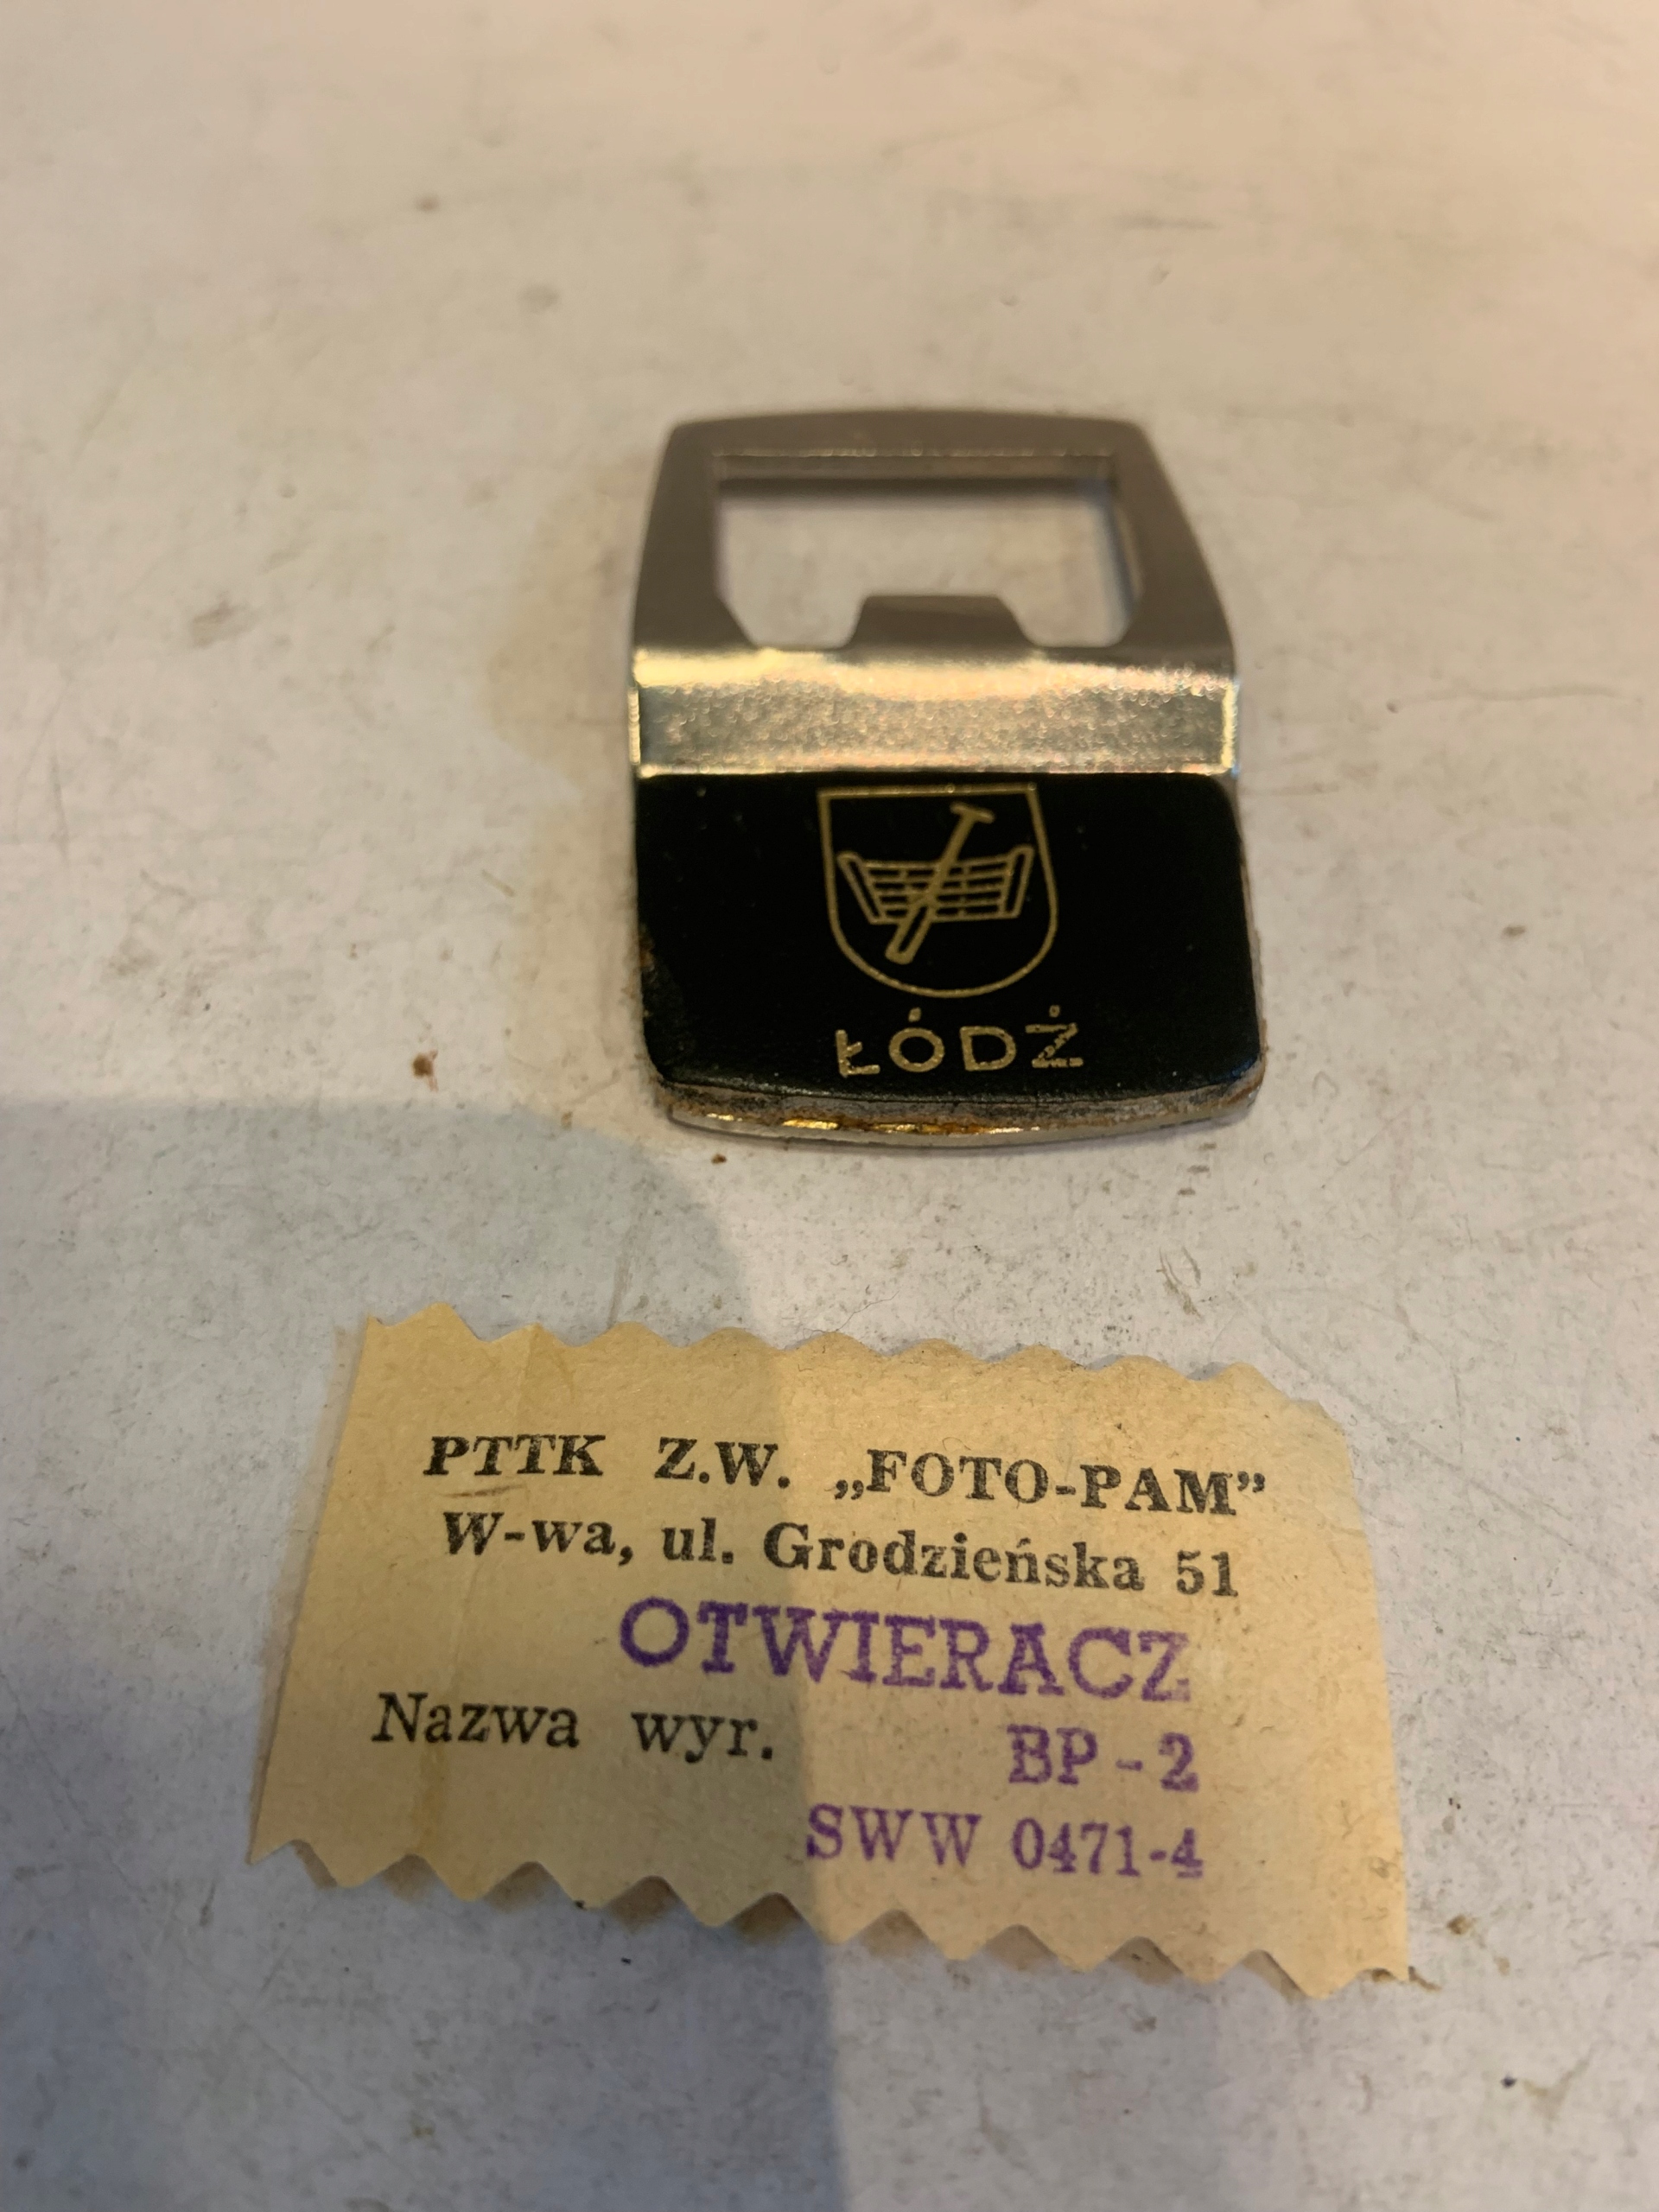 ŁÓDŹ
PTTK Z.W. „FOTO-PAM”
W-wa, ul. Grodzieńska 51
OTWIERACZ
Nazwa wyr. BP-2
SWW 0471-4